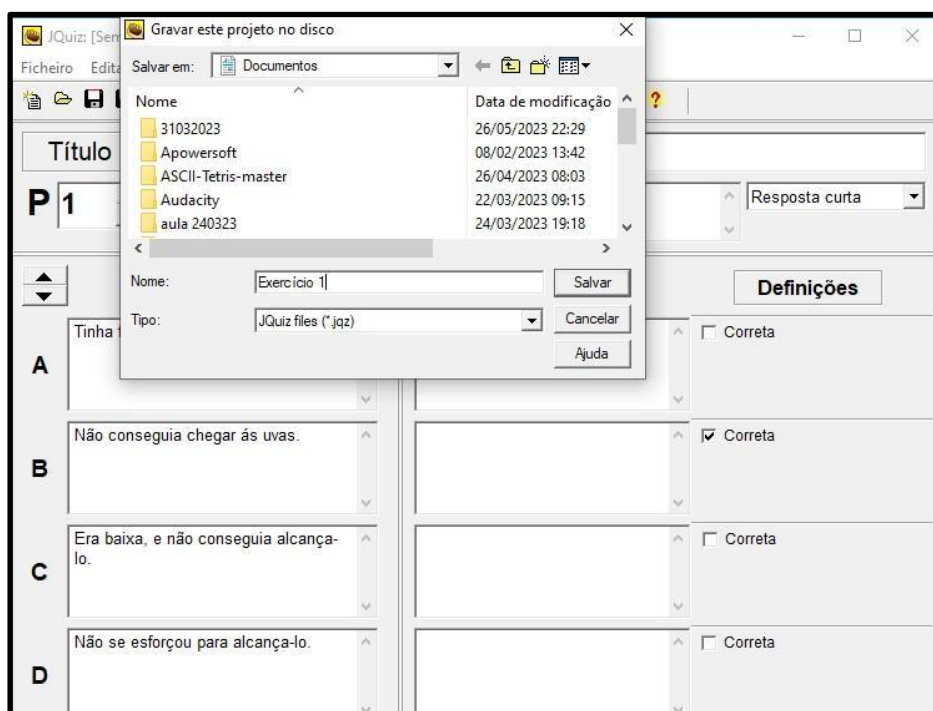 JQuiz: [Sem
Gravar este projeto no disco
Ficheiro Edita
Salvar em: Documentos
Nome Data de modificação
31032023 26/05/2023 22:29
Apowersoft 08/02/2023 13:42
ASCII-Tetris-master 26/04/2023 08:03
Audacity 22/03/2023 09:15
aula 240323 24/03/2023 19:18
Título
P 1 Resposta curta
Nome: Exercício 1 Salvar
Tipo: JQuiz files (*.jqz) Cancelar
Ajuda
Definições
A Tinha Correta
B Não conseguia chegar ás uvas. Correta
C Era baixa, e não conseguia alcança-
lo. Correta
D Não se esforçou para alcança-lo. Correta